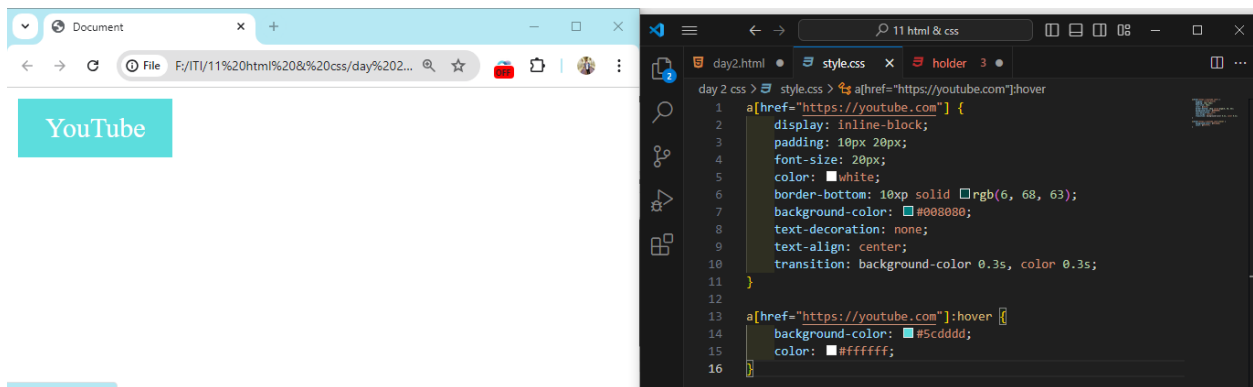 Document
File
F:/ITI/11%20html%20&%20css/day%202...
OFF
YouTube
11 html & css
2
day2.html
style.css
holder 3
day 2 css > style.css > a[href="https://youtube.com"]:hover
1 a[href="https://youtube.com"] {
2 display: inline-block;
3 padding: 10px 20px;
4 font-size: 20px;
5 color: white;
6 border-bottom: 10xp solid rgb(6, 68, 63);
7 background-color: #008080;
8 text-decoration: none;
9 text-align: center;
10 transition: background-color 0.3s, color 0.3s;
11 }
12
13 a[href="https://youtube.com"]:hover {
14 background-color: #5cdddd;
15 color: #ffffff;
16 }